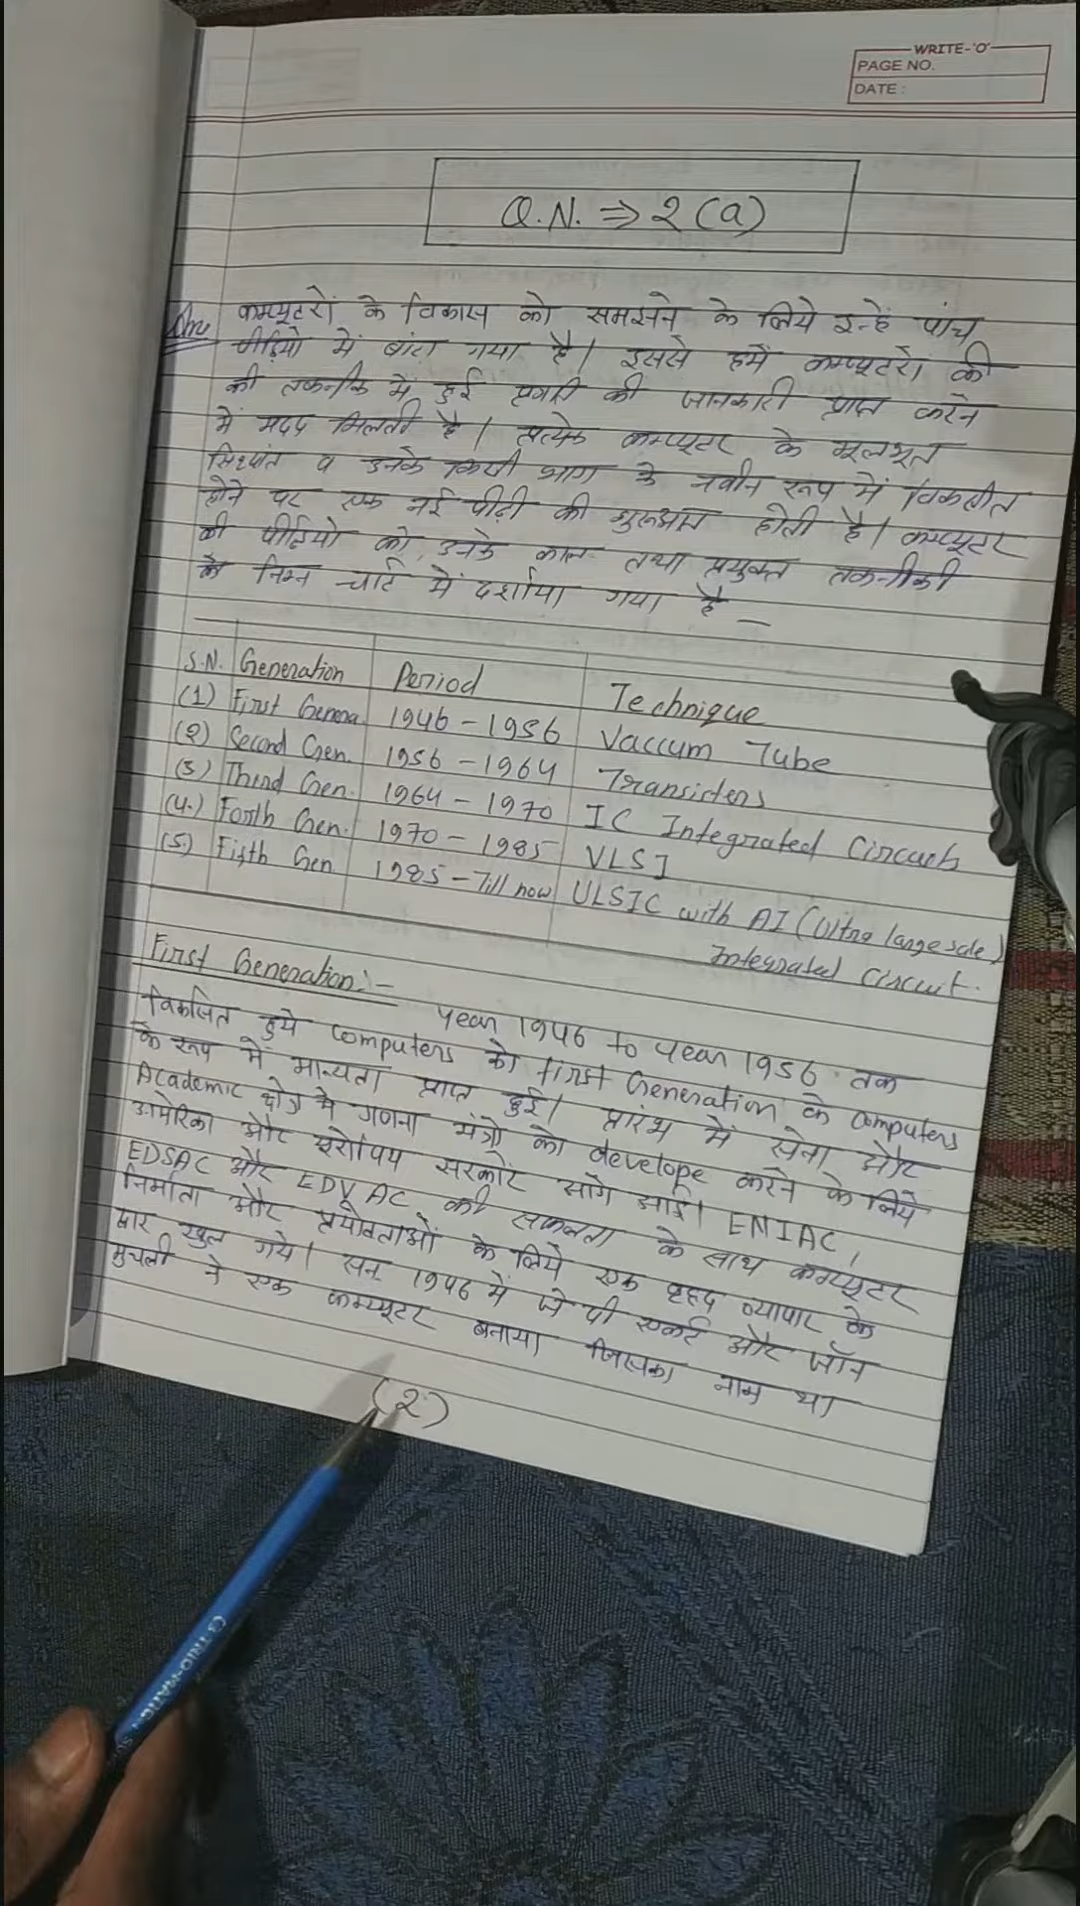 WRITE-'O'
PAGE NO.
DATE :
Q.N. ⇒ 2 (a)
Ans कम्प्यूटरों के विकास को समझने के लिये इन्हें पांच
पीढ़ियो में बांटा गया है। इससे हमें कम्प्यूटरो की
की तकनीक में हुई प्रगती की जानकारी प्राप्त करने
में मदद मिलती है। प्रत्येक कम्प्यूटर के मूलभूत
सिध्दांत व उनके किसी भाग के नवीन रूप में विकसीत
होने पर एक नई पीढ़ी की शुरूआत होती है। कम्प्यूटर
की पीढियो को, उनके काल तथा प्रयुक्त तकनीकी
के निम्न चार्ट में दर्शाया गया है –
S.N. Generation Period Technique
(1) First Genera. 1946 – 1956 Vaccum Tube
(2) Second Gen. 1956 – 1964 Transisters
(3) Therd Gen. 1964 – 1970 IC Integrated Circuits
(4.) Forth Gen. 1970 – 1985 VLSI
(5.) Fifth Gen 1985 – Till now ULSIC with AI (Ultra large sale)
Integrated Circuit.
First Generation :– year 1946 to year 1956 तक
विकसित हुये computers को first Generation के computers
के रूप में मान्यता प्राप्त हुई। प्रारंभ में सेना और
Academic क्षेत्र मे गणना यंत्रो को develope करने के लिये
अमेरिका और यूरोपिय सरकारें सामे आई। ENIAC,
EDSAC और EDVAC की सफलता के साथ कम्प्यूटर
निर्माता और प्रयोक्ताओं के लिये एक वृहद व्यापार के
द्वार खुल गये। सन् 1946 में जे पी एकर्ट और जॉन
मुचली ने एक कम्प्यूटर बनाया जिसका नाम था
(2)
TRIO-MATIC